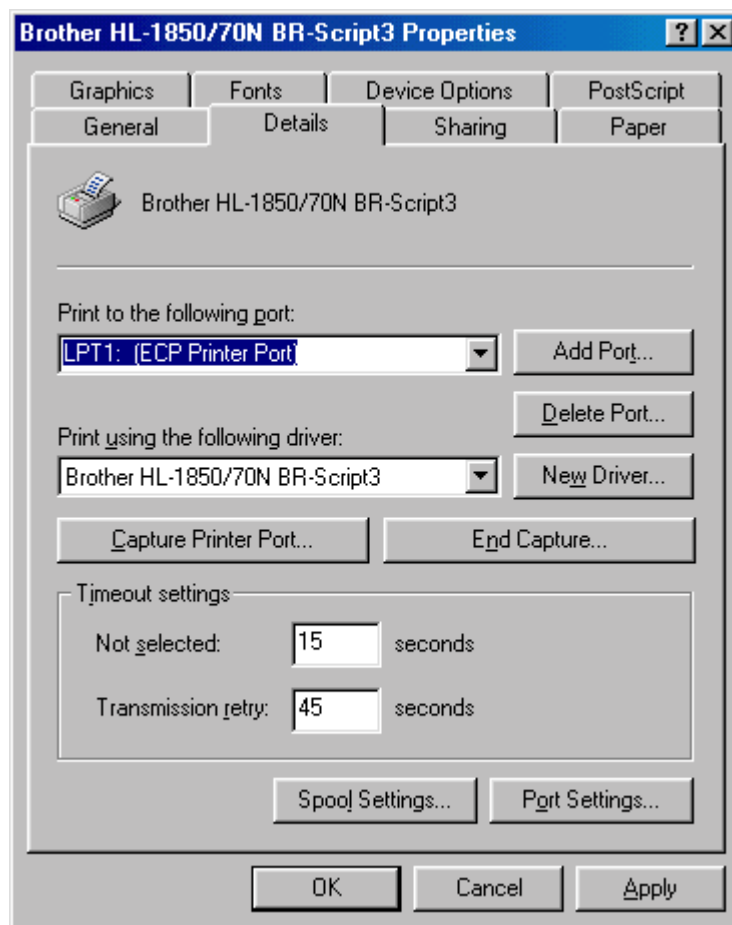 Brother HL-1850/70N BR-Script3 Properties
Graphics Fonts Device Options PostScript
General Details Sharing Paper
Brother HL-1850/70N BR-Script3
Print to the following port:
LPT1: (ECP Printer Port)
Add Port...
Delete Port...
Print using the following driver:
Brother HL-1850/70N BR-Script3
New Driver...
Capture Printer Port... End Capture...
Timeout settings
Not selected: 15 seconds
Transmission retry: 45 seconds
Spool Settings... Port Settings...
OK Cancel Apply